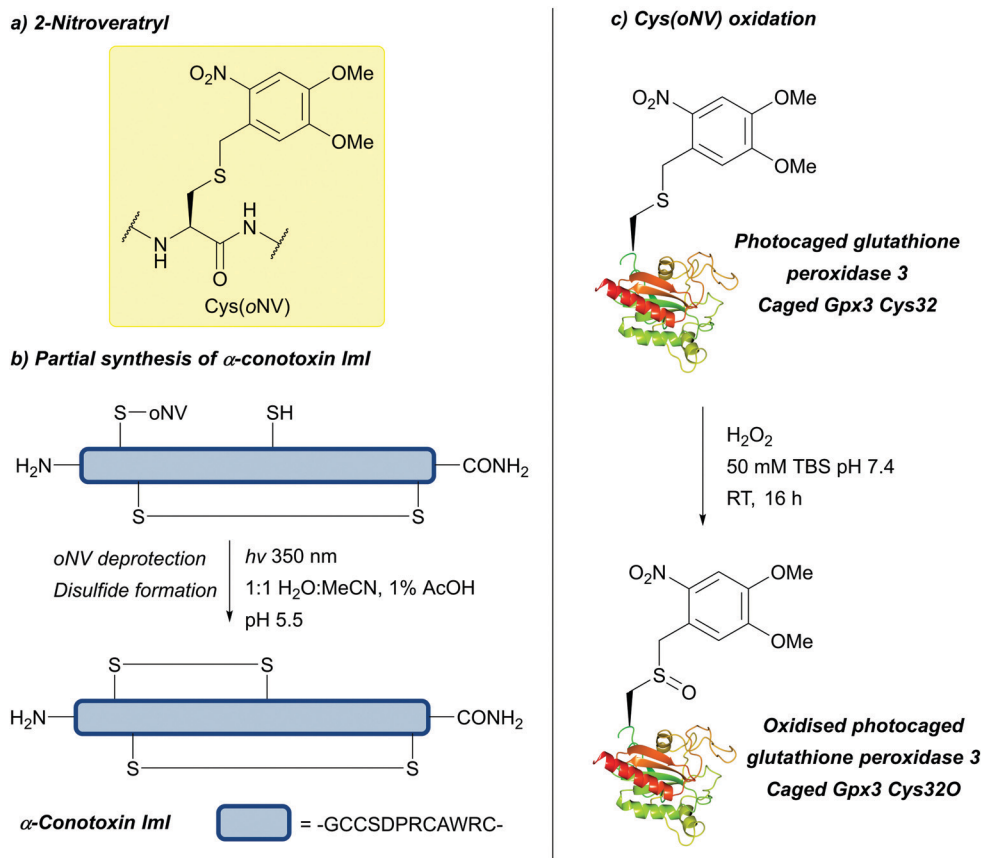 a) 2-Nitroveratryl
O₂N
OMe
OMe
S
H
N
N
H
O
Cys(oNV)
b) Partial synthesis of α-conotoxin ImI
S—oNV
SH
H₂N
CONH₂
S
S
oNV deprotection
Disulfide formation
hv 350 nm
1:1 H₂O:MeCN, 1% AcOH
pH 5.5
S
S
H₂N
CONH₂
S
S
α-Conotoxin ImI
= -GCCSDPRCAWRC-
c) Cys(oNV) oxidation
O₂N
OMe
OMe
S
Photocaged glutathione
peroxidase 3
Caged Gpx3 Cys32
H₂O₂
50 mM TBS pH 7.4
RT, 16 h
O₂N
OMe
OMe
S
O
Oxidised photocaged
glutathione peroxidase 3
Caged Gpx3 Cys32O